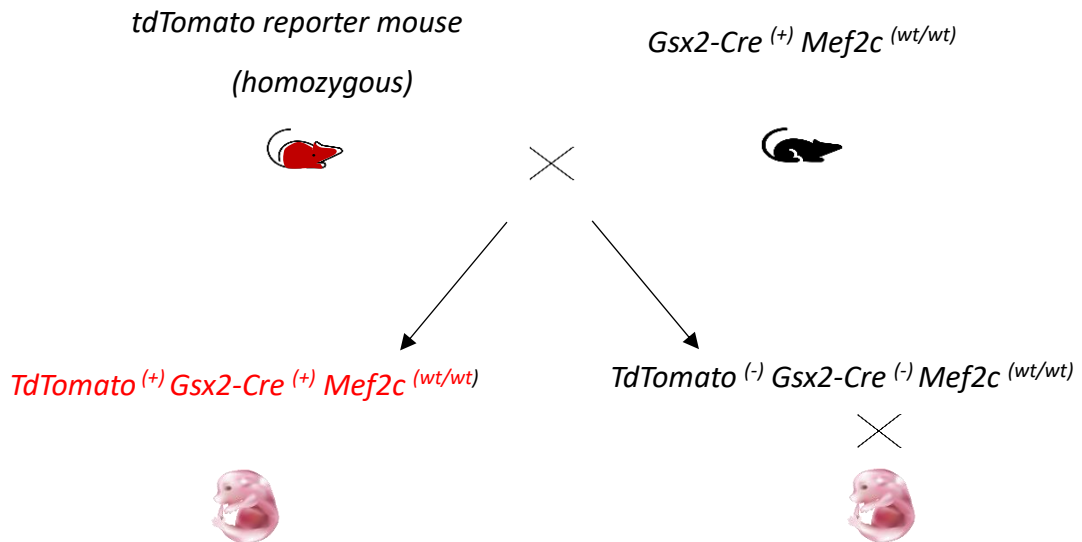 tdTomato reporter mouse
(homozygous)
Gsx2-Cre (+) Mef2c (wt/wt)
TdTomato (+) Gsx2-Cre (+) Mef2c (wt/wt)
TdTomato (-) Gsx2-Cre (-) Mef2c (wt/wt)